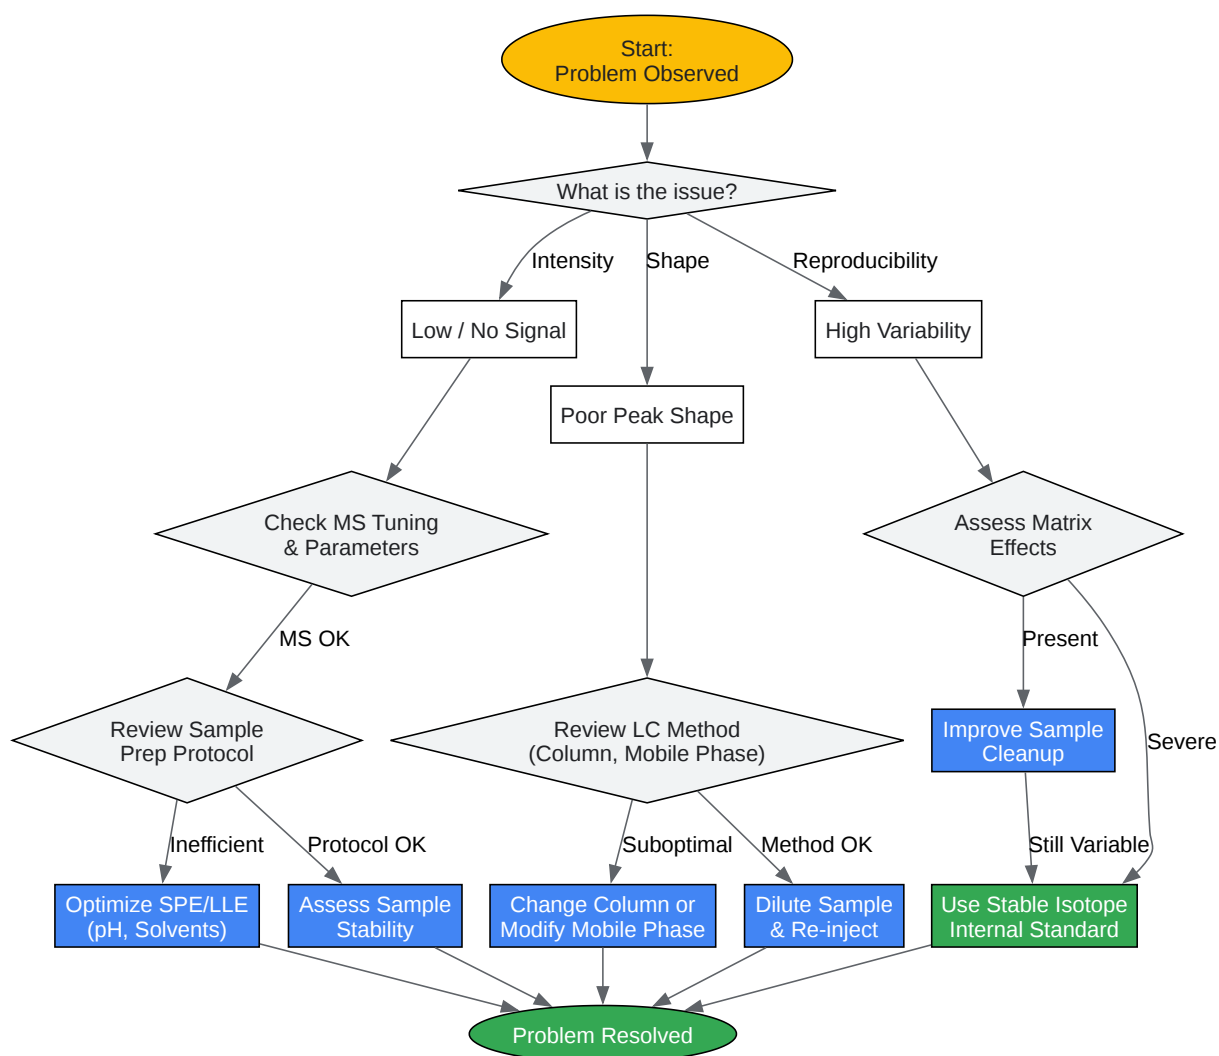 Start:
Problem Observed
What is the issue?
Intensity
Shape
Reproducibility
Low / No Signal
High Variability
Poor Peak Shape
Check MS Tuning
& Parameters
Assess Matrix
Effects
MS OK
Present
Review Sample
Prep Protocol
Review LC Method
(Column, Mobile Phase)
Improve Sample
Cleanup
Severe
Inefficient
Protocol OK
Suboptimal
Method OK
Still Variable
Optimize SPE/LLE
(pH, Solvents)
Assess Sample
Stability
Change Column or
Modify Mobile Phase
Dilute Sample
& Re-inject
Use Stable Isotope
Internal Standard
Problem Resolved